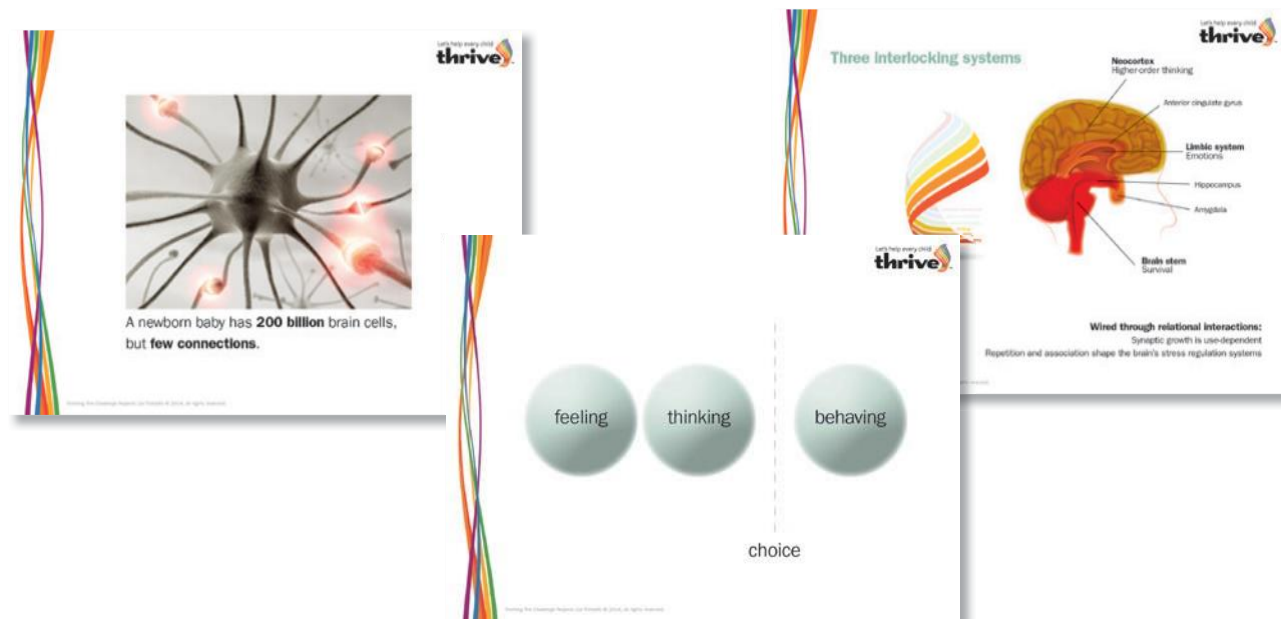 Let's help every child
thrive
A newborn baby has 200 billion brain cells,
but few connections.
Let's help every child
thrive
Three interlocking systems
Neocortex
Higher-order thinking
Anterior cingulate gyrus
Limbic system
Emotions
Hippocampus
Amygdala
Brain stem
Survival
Wired through relational interactions:
Synaptic growth is use-dependent
Repetition and association shape the brain's stress regulation systems
Let's help every child
thrive
feeling
thinking
behaving
choice